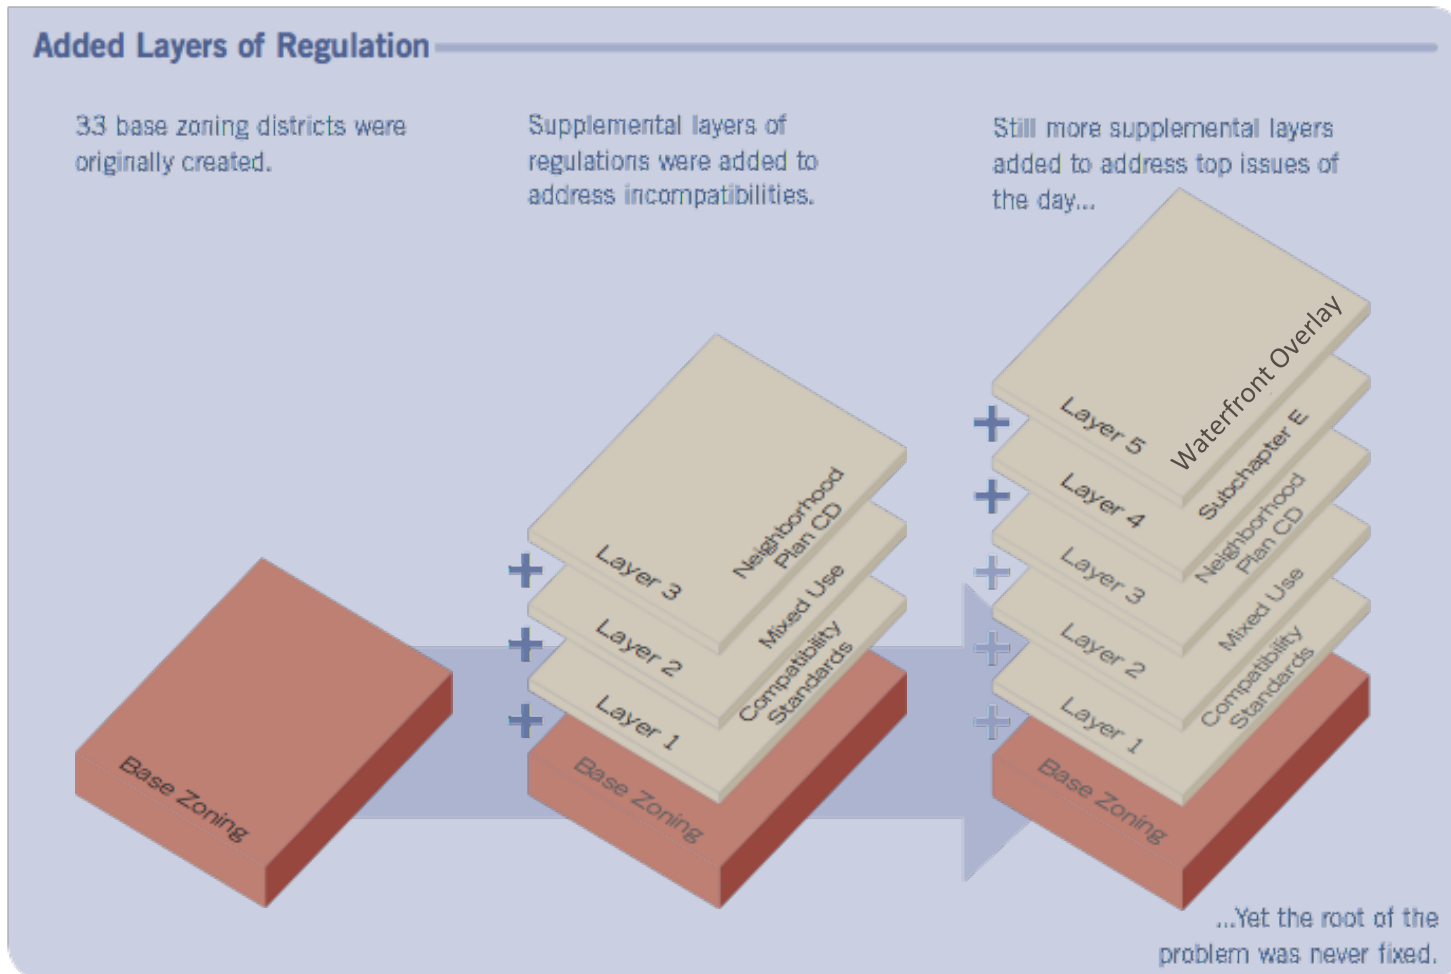 Added Layers of Regulation
33 base zoning districts were
originally created.
Supplemental layers of
regulations were added to
address incompatibilities.
Still more supplemental layers
added to address top issues of
the day...
Base Zoning
Layer 3
Neighborhood
Plan CD
Layer 2
Mixed Use
Layer 1
Compatibility
Standards
Base Zoning
Layer 5
Waterfront Overlay
Layer 4
Subchapter E
Layer 3
Neighborhood
Plan CD
Layer 2
Mixed Use
Layer 1
Compatibility
Standards
Base Zoning
...Yet the root of the
problem was never fixed.